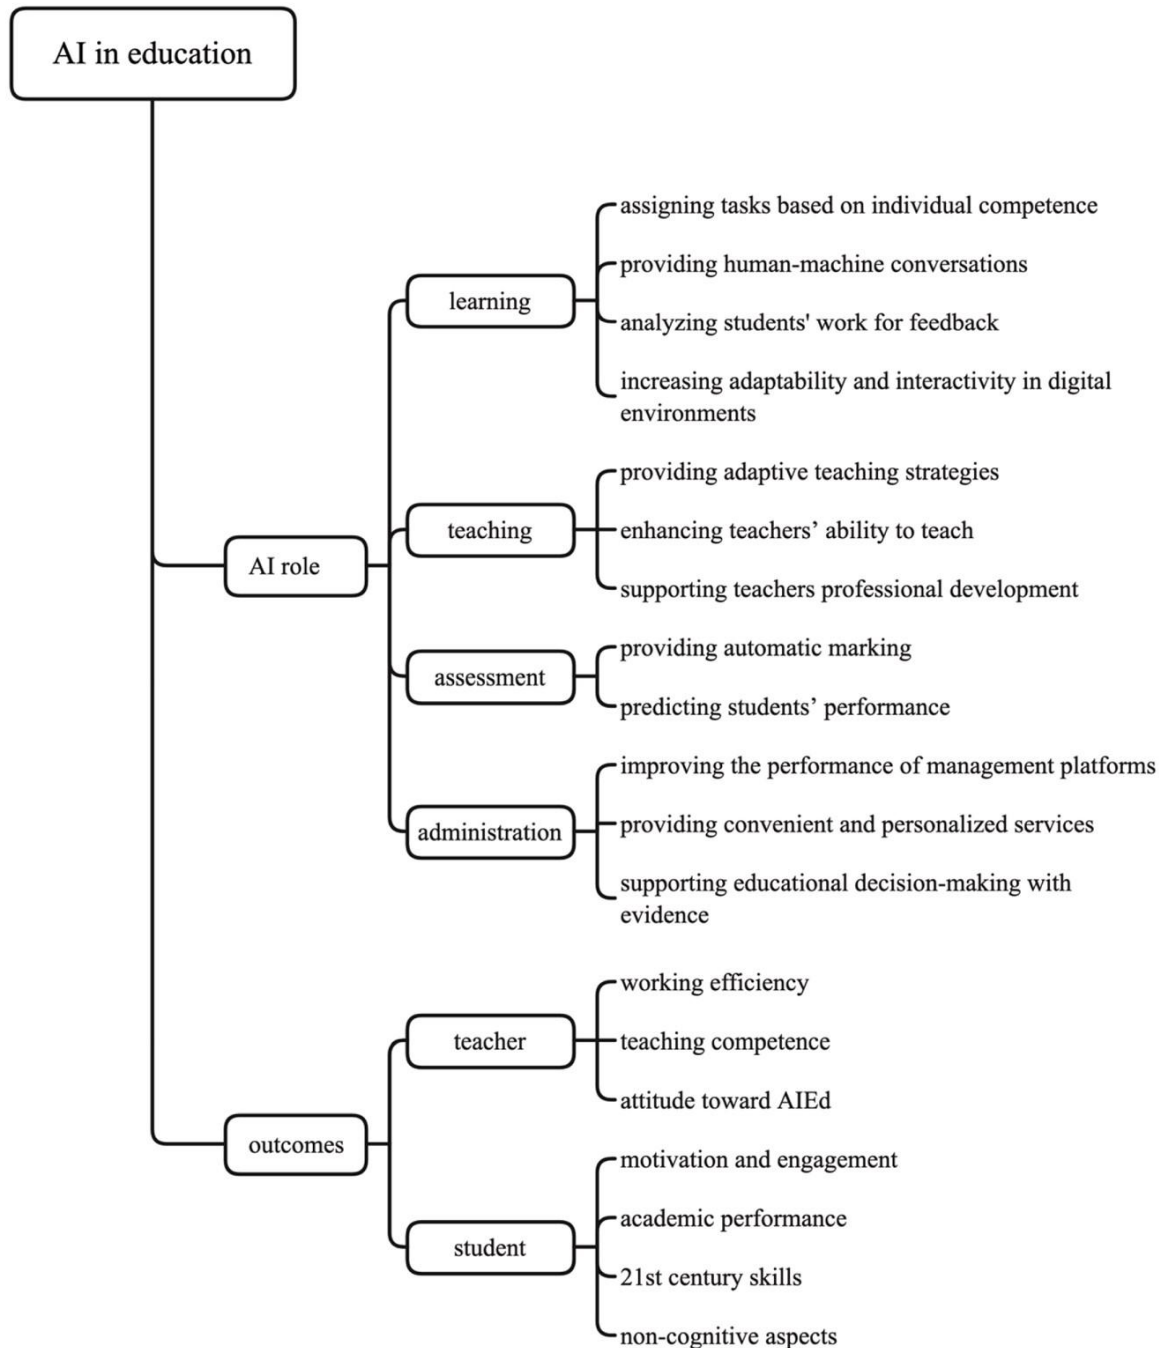 AI in education
assigning tasks based on individual competence
providing human-machine conversations
learning
analyzing students' work for feedback
increasing adaptability and interactivity in digital
environments
providing adaptive teaching strategies
teaching
enhancing teachers’ ability to teach
AI role
supporting teachers professional development
providing automatic marking
assessment
predicting students’ performance
improving the performance of management platforms
administration
providing convenient and personalized services
supporting educational decision-making with
evidence
working efficiency
teacher
teaching competence
attitude toward AIEd
outcomes
motivation and engagement
academic performance
student
21st century skills
non-cognitive aspects